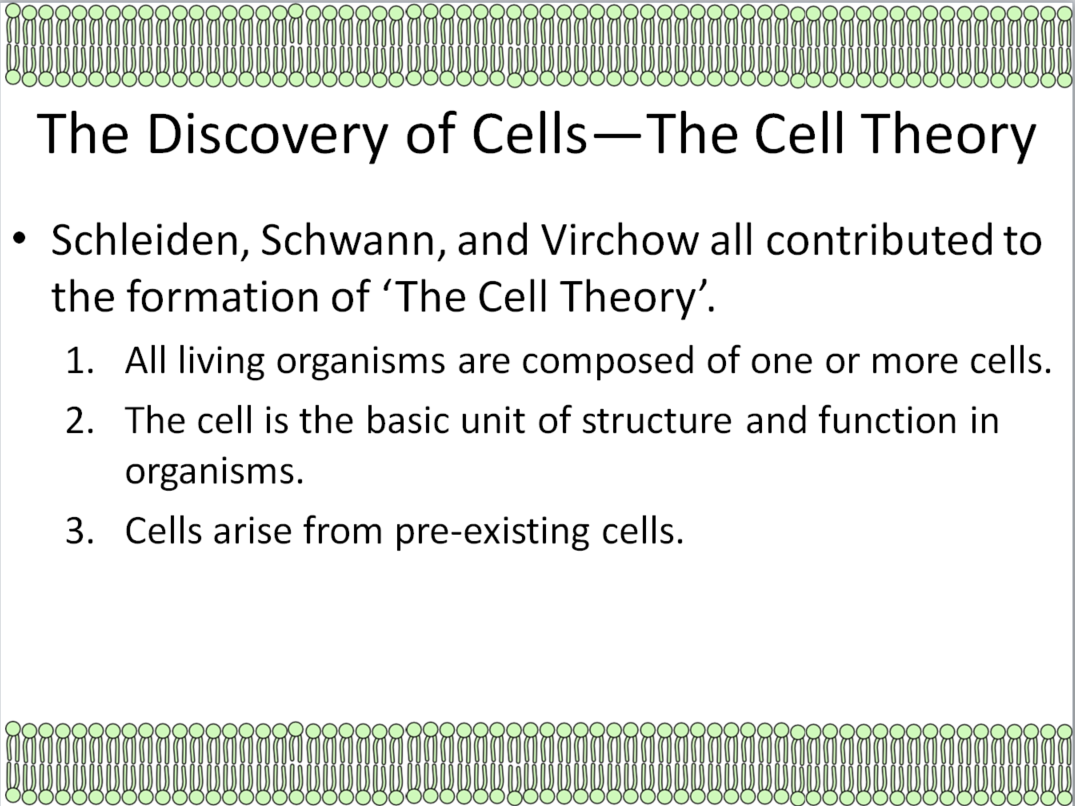 The Discovery of Cells—The Cell Theory
• Schleiden, Schwann, and Virchow all contributed to
the formation of ‘The Cell Theory’.
1. All living organisms are composed of one or more cells.
2. The cell is the basic unit of structure and function in
organisms.
3. Cells arise from pre-existing cells.